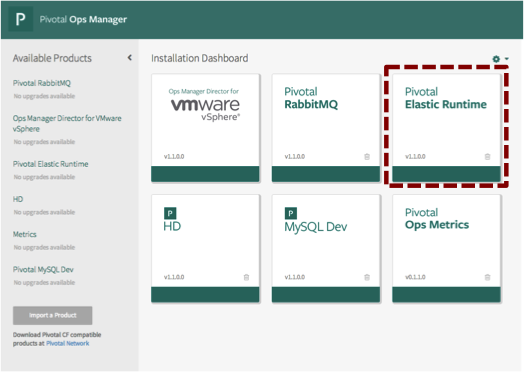 P Pivotal Ops Manager
Available Products
Pivotal RabbitMQ
No upgrades available
Ops Manager Director for VMware
vSphere
No upgrades available
Pivotal Elastic Runtime
No upgrades available
HD
No upgrades available
Metrics
No upgrades available
Pivotal MySQL Dev
No upgrades available
Import a Product
Download Pivotal CF compatible
products at Pivotal Network
Installation Dashboard
Ops Manager Director for
vmware
vSphere®
v1.1.0.0
Pivotal
RabbitMQ
v1.1.0.0
Pivotal
Elastic Runtime
v1.1.0.0
P
HD
v1.1.0.0
P
MySQL Dev
v1.1.0.0
Pivotal
Ops Metrics
v0.1.1.0